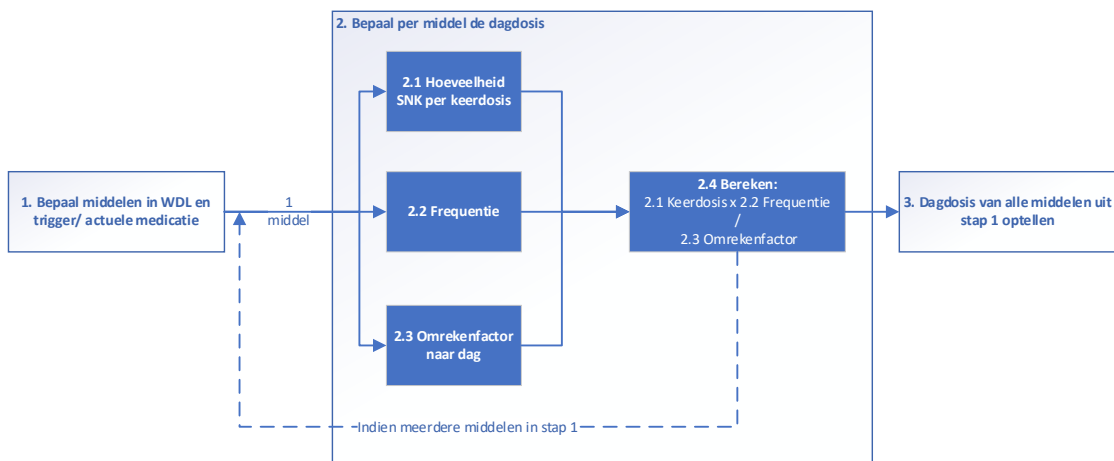 2. Bepaal per middel de dagdosis
2.1 Hoeveelheid
SNK per keerdosis
1. Bepaal middelen in WDL en
trigger/ actuele medicatie
1
middel
2.2 Frequentie
2.4 Bereken:
2.1 Keerdosis x 2.2 Frequentie
/
2.3 Omrekenfactor
3. Dagdosis van alle middelen uit
stap 1 optellen
2.3 Omrekenfactor
naar dag
Indien meerdere middelen in stap 1